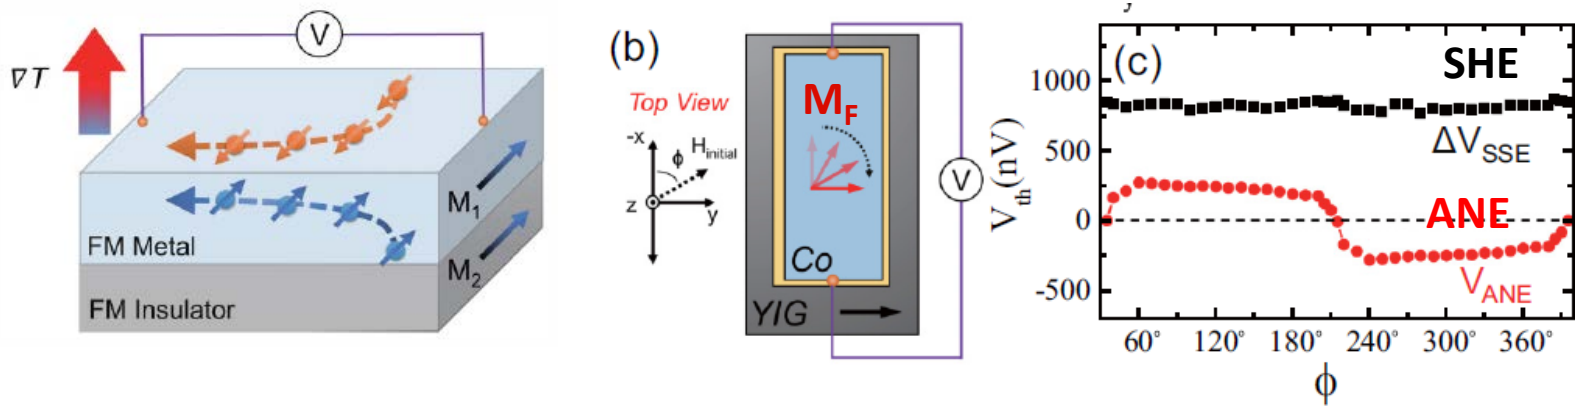 ∇T
V
M1
FM Metal
M2
FM Insulator
(b)
Top View
-x
ϕ
Hinitial
z
y
MF
Co
YIG
V
(c)
SHE
ΔVSSE
ANE
VANE
Vth(nV)
1000
500
0
-500
60° 120° 180° 240° 300° 360°
ϕ